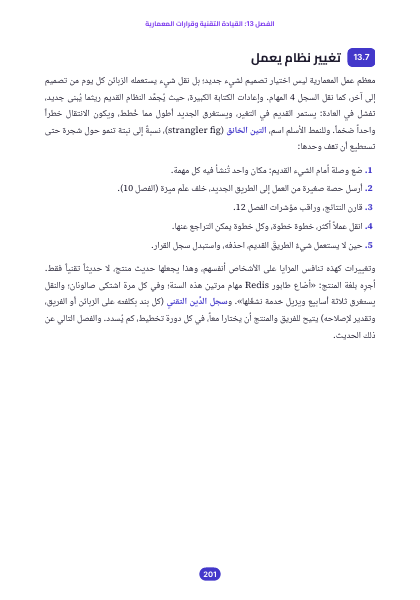 الفصل 13: القيادة التقنية وقرارات المعمارية
13.7 تغيير نظام يعمل
معظم عمل المعمارية ليس اختيار تصميم لشيء جديد؛ بل نقل شيء يستعمله الزبائن كل يوم من تصميم
إلى آخر، كما نقل السجل 4 المهام. وإعادات الكتابة الكبيرة، حيث يُجمَّد النظام القديم ريثما يُبنى جديد،
تفشل في العادة: يستمر القديم في التغير، ويستغرق الجديد أطول مما خُطط، ويكون الانتقال خطراً
واحداً ضخماً. وللنمط الأسلم اسم، التين الخانق (strangler fig)، نسبةً إلى نبتة تنمو حول شجرة حتى
تستطيع أن تقف وحدها:
1. ضَع وصلة أمام الشيء القديم: مكان واحد تُنشأ فيه كل مهمة.
2. أرسل حصة صغيرة من العمل إلى الطريق الجديد، خلف علَم ميزة (الفصل 10).
3. قارن النتائج، وراقب مؤشرات الفصل 12.
4. انقل عملاً أكثر، خطوة خطوة، وكل خطوة يمكن التراجع عنها.
5. حين لا يستعمل شيءٌ الطريقَ القديم، احذفه، واستبدل سجل القرار.
وتغييرات كهذه تنافس المزايا على الأشخاص أنفسهم، وهذا يجعلها حديث منتج، لا حديثاً تقنياً فقط.
أجرِه بلغة المنتج: «أضاع طابور Redis مهام مرتين هذه السنة؛ وفي كل مرة اشتكى صالونان؛ والنقل
يستغرق ثلاثة أسابيع ويزيل خدمة نشغّلها». وسجل الدَّين التقني (كل بند بكلفته على الزبائن أو الفريق،
وتقدير لإصلاحه) يتيح للفريق والمنتج أن يختارا معاً، في كل دورة تخطيط، كم يُسدد. والفصل التالي عن
ذلك الحديث.
201